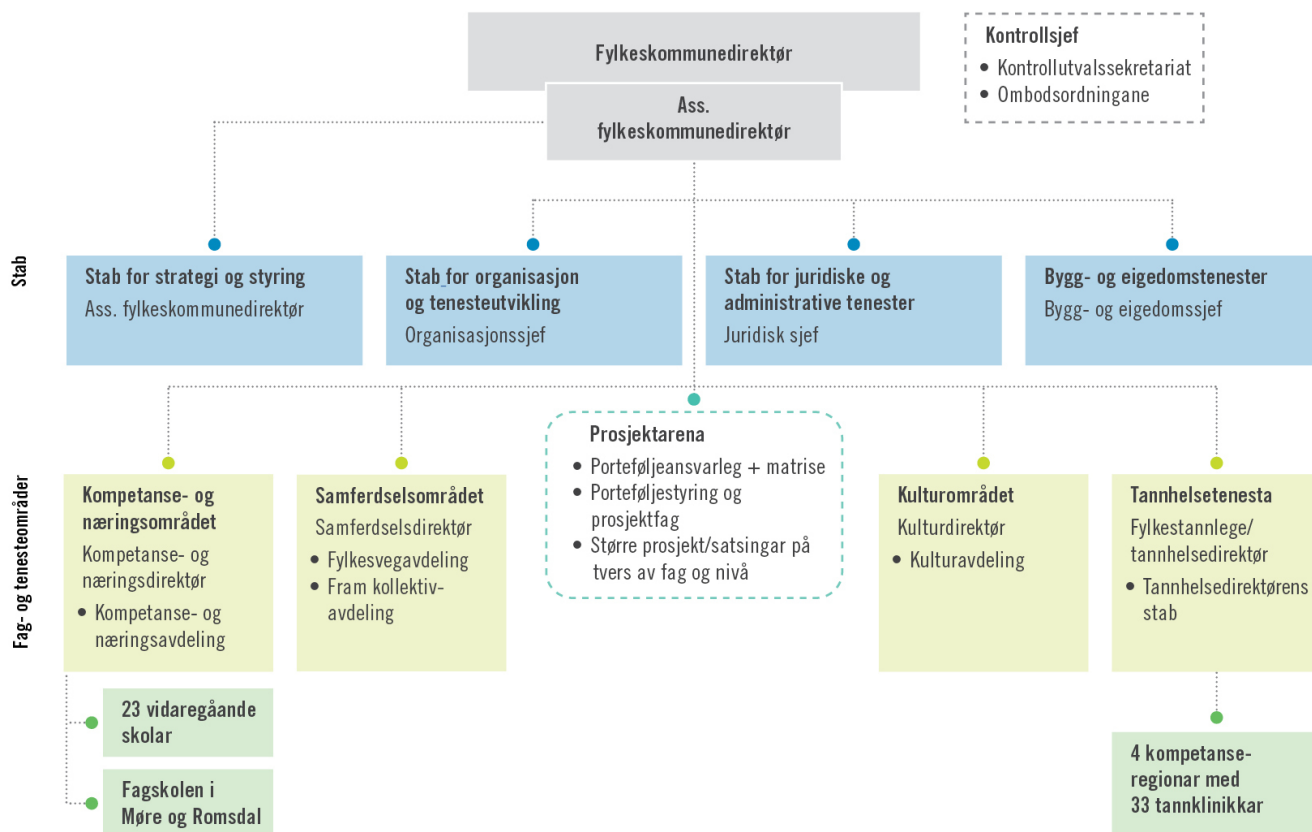 Fylkeskommunedirektør
Ass.
fylkeskommunedirektør
Kontrollsjef
• Kontrollutvalssekretariat
• Ombodsordningane
Stab
Stab for strategi og styring
Ass. fylkeskommunedirektør
Stab for organisasjon
og tenesteutvikling
Organisasjonssjef
Stab for juridiske og
administrative tenester
Juridisk sjef
Bygg- og eigedomstenester
Bygg- og eigedomssjef
Fag- og tenesteområder
Kompetanse- og
næringsområdet
Kompetanse- og
næringsdirektør
• Kompetanse- og
næringsavdeling
Samferdselsområdet
Samferdselsdirektør
• Fylkesvegavdeling
• Fram kollektiv-
avdeling
Prosjektarena
• Porteføljeansvarleg + matrise
• Porteføljestyring og
prosjektfag
• Større prosjekt/satsingar på
tvers av fag og nivå
Kulturområdet
Kulturdirektør
• Kulturavdeling
Tannhelsetenesta
Fylkestannlege/
tannhelsedirektør
• Tannhelsedirektørens
stab
23 vidaregåande
skolar
Fagskolen i
Møre og Romsdal
4 kompetanse-
regionar med
33 tannklinikkar